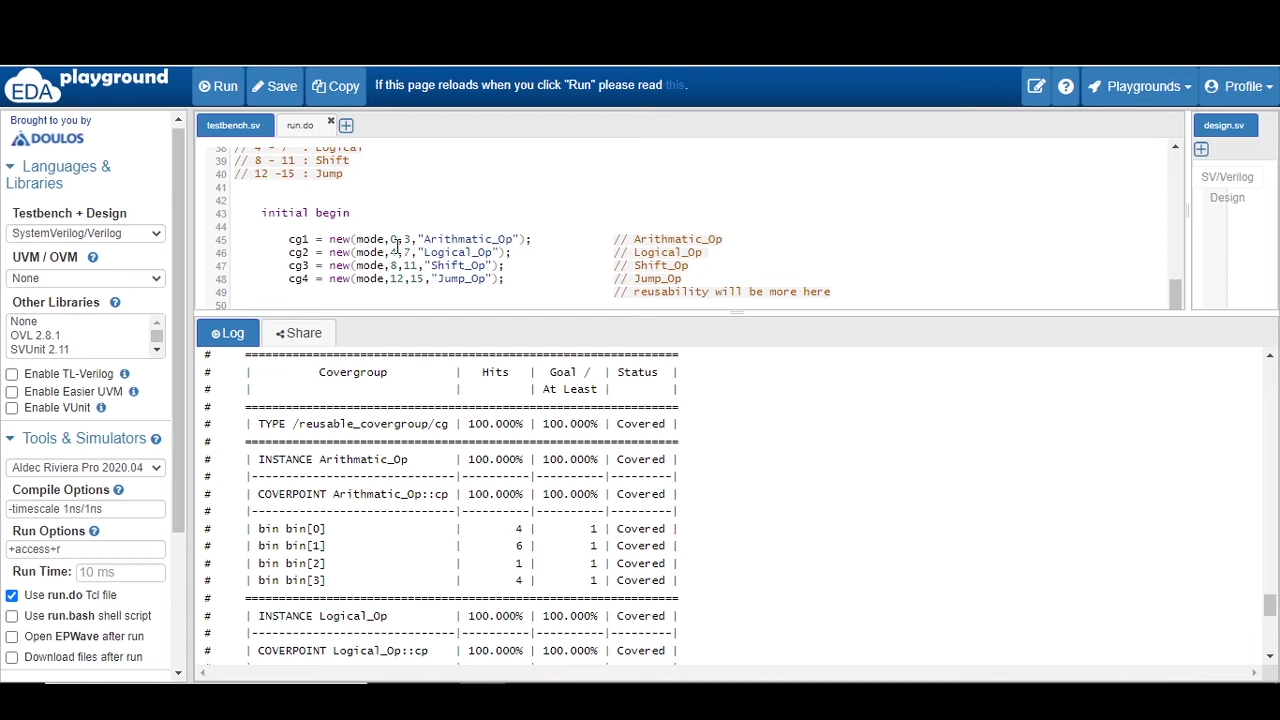 EDA playground
Run Save Copy If this page reloads when you click "Run" please read this. Playgrounds Profile
Brought to you by
DOULOS
Languages & Libraries
Testbench + Design
SystemVerilog/Verilog
UVM / OVM
None
Other Libraries
None
OVL 2.8.1
SVUnit 2.11
Enable TL-Verilog
Enable Easier UVM
Enable VUnit
Tools & Simulators
Aldec Riviera Pro 2020.04
Compile Options
-timescale 1ns/1ns
Run Options
+access+r
Run Time: 10 ms
Use run.do Tcl file
Use run.bash shell script
Open EPWave after run
Download files after run
testbench.sv run.do
38 // 4 - 7 : Logical
39 // 8 - 11 : Shift
40 // 12 -15 : Jump
41
42
43 initial begin
44
45 cg1 = new(mode,0,3,"Arithmatic_Op"); // Arithmatic_Op
46 cg2 = new(mode,4,7,"Logical_Op"); // Logical_Op
47 cg3 = new(mode,8,11,"Shift_Op"); // Shift_Op
48 cg4 = new(mode,12,15,"Jump_Op"); // Jump_Op
49 // reusability will be more here
50
design.sv
SV/Verilog
Design
Log Share
# ================================================================
# | Covergroup | Hits | Goal / | Status |
# | | | At Least | |
# ================================================================
# | TYPE /reusable_covergroup/cg | 100.000% | 100.000% | Covered |
# ================================================================
# | INSTANCE Arithmatic_Op | 100.000% | 100.000% | Covered |
# |------------------------------|----------|----------|---------|
# | COVERPOINT Arithmatic_Op::cp | 100.000% | 100.000% | Covered |
# |------------------------------|----------|----------|---------|
# | bin bin[0] | 4 | 1 | Covered |
# | bin bin[1] | 6 | 1 | Covered |
# | bin bin[2] | 1 | 1 | Covered |
# | bin bin[3] | 4 | 1 | Covered |
# ================================================================
# | INSTANCE Logical_Op | 100.000% | 100.000% | Covered |
# |------------------------------|----------|----------|---------|
# | COVERPOINT Logical_Op::cp | 100.000% | 100.000% | Covered |